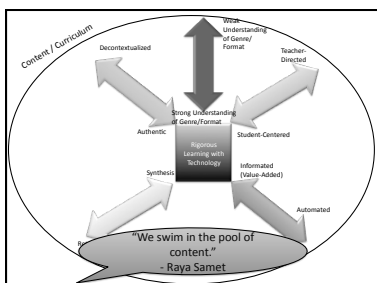 Content / Curriculum
Weak
Understanding
of Genre/
Format
Decontextualized
Teacher-
Directed
Strong Understanding
of Genre/Format
Authentic
Student-Centered
Rigorous
Learning with
Technology
Synthesis
Informated
(Value-Added)
Automated
“We swim in the pool of
content.”
- Raya Samet